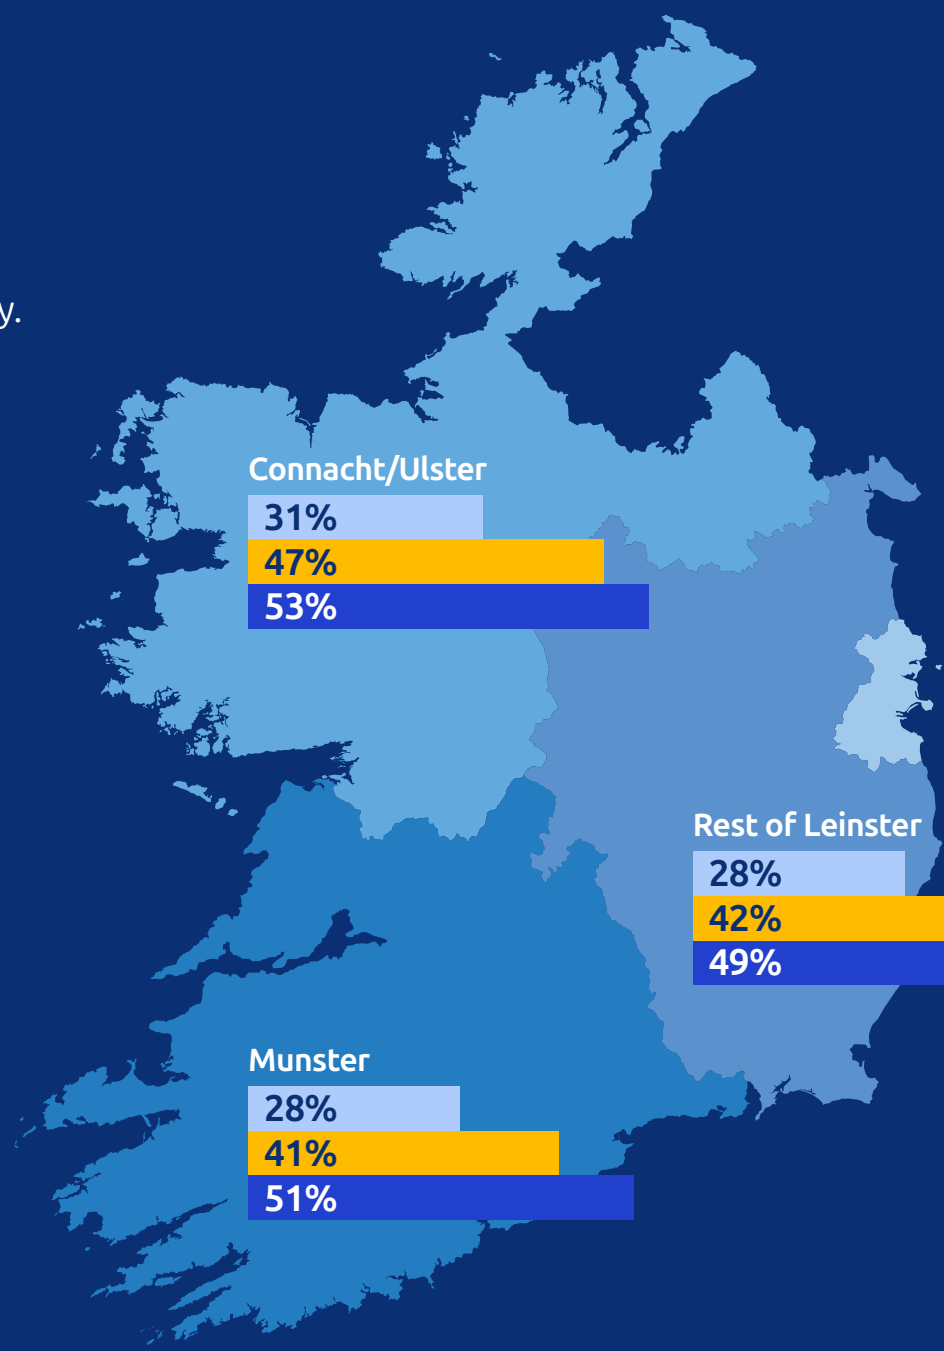 y.
Connacht/Ulster
31%
47%
53%
Rest of Leinster
28%
42%
49%
Munster
28%
41%
51%